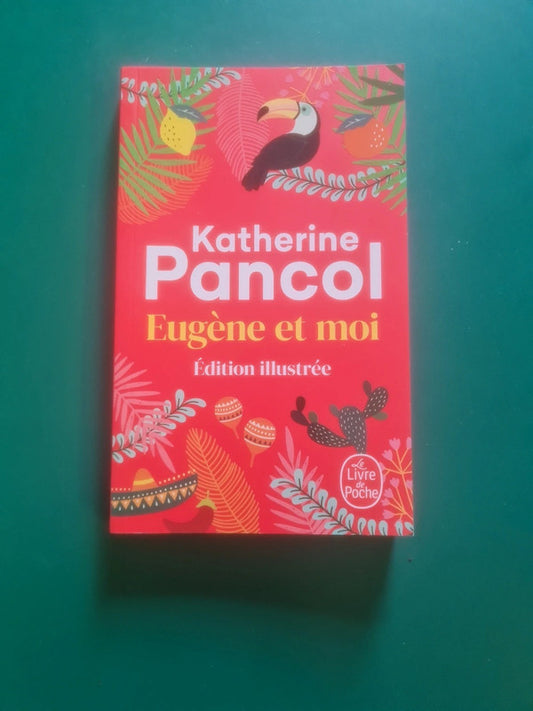 Katherine
Pancol
Eugène et moi
Édition illustrée
Le
Livre
de
Poche